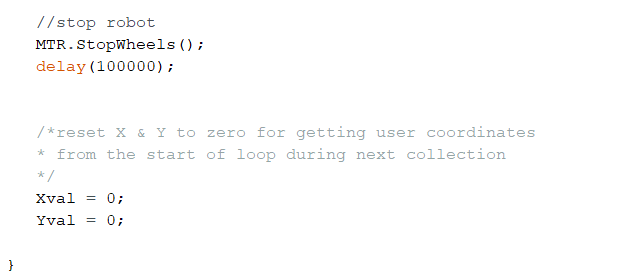 //stop robot
MTR.StopWheels();
delay(100000);
/*reset X & Y to zero for getting user coordinates
* from the start of loop during next collection
*/
Xval = 0;
Yval = 0;
}